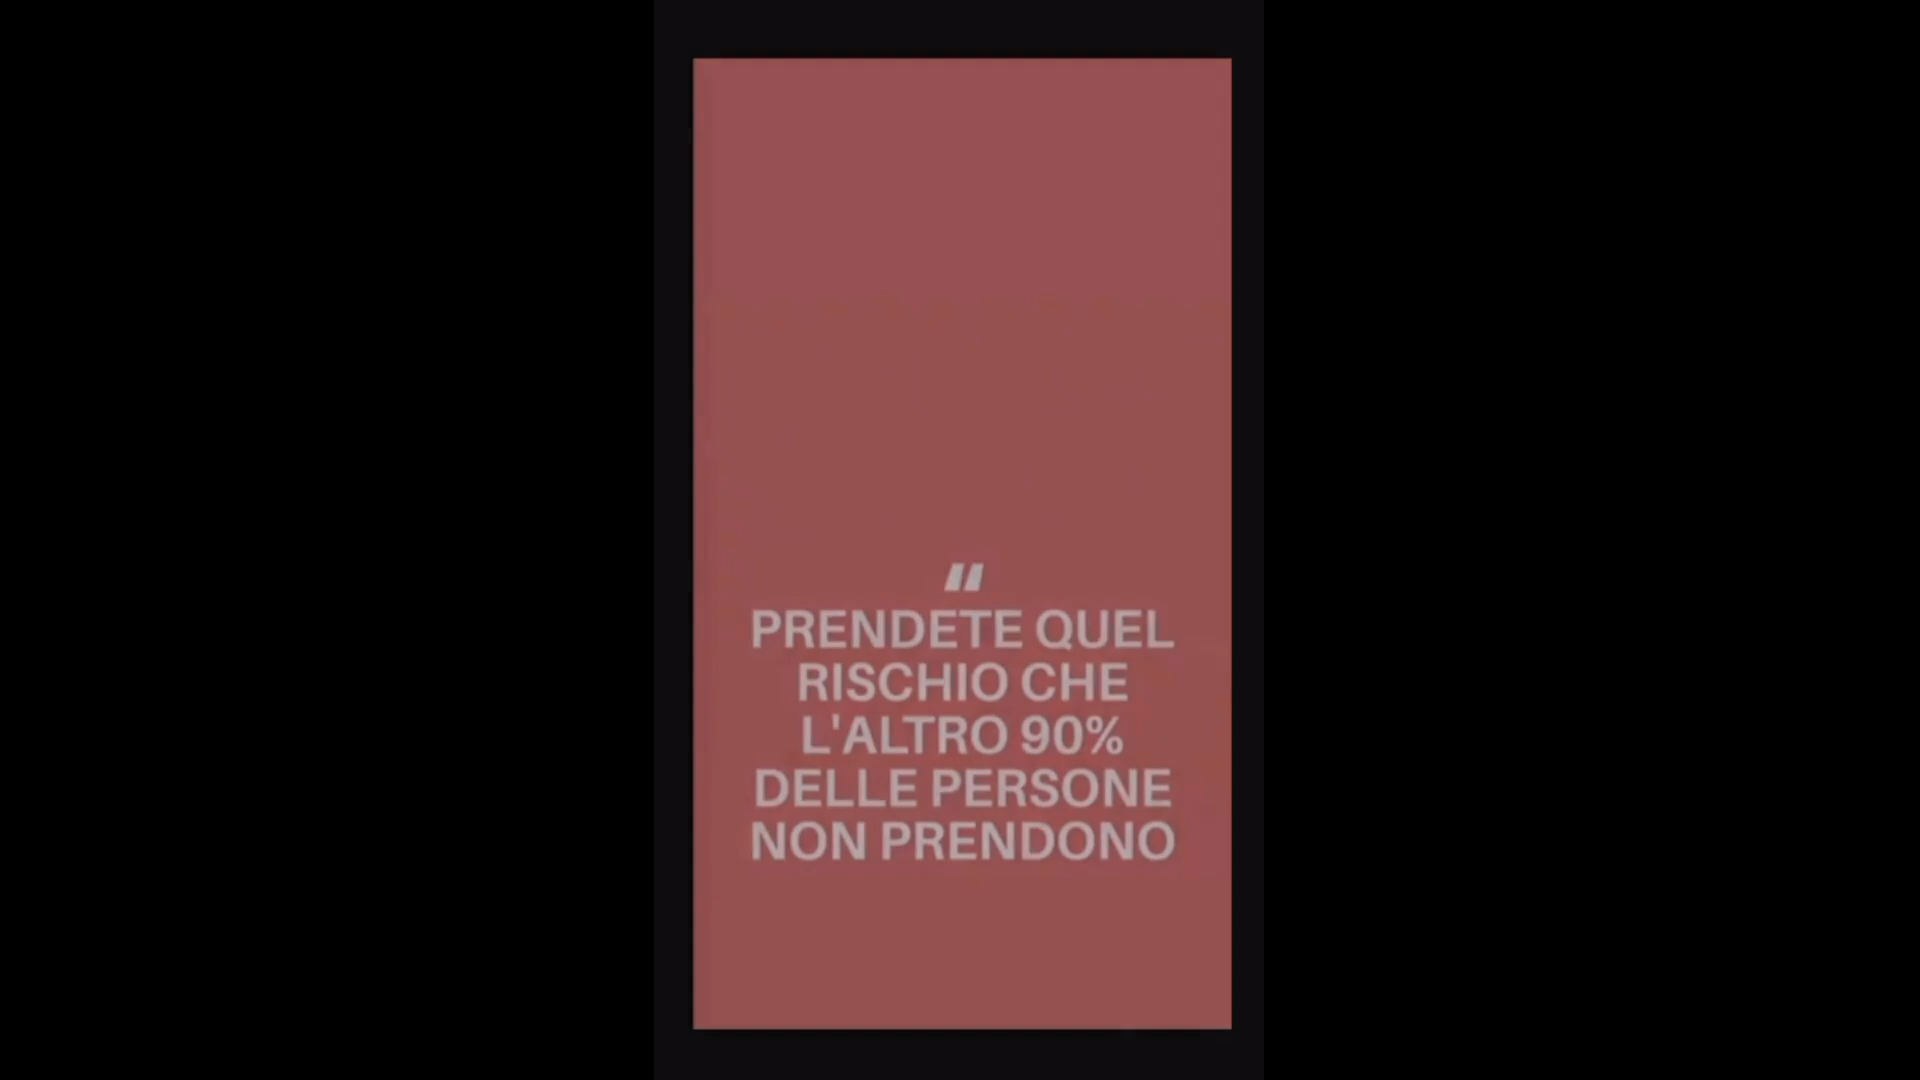 “
PRENDETE QUEL
RISCHIO CHE
L'ALTRO 90%
DELLE PERSONE
NON PRENDONO